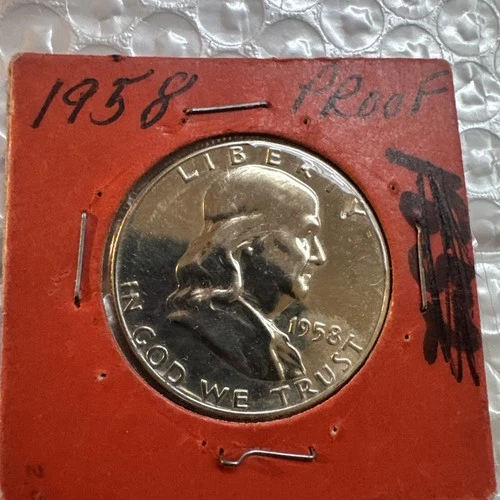 1958 — PROOF
LIBERTY
1958
IN GOD WE TRUST